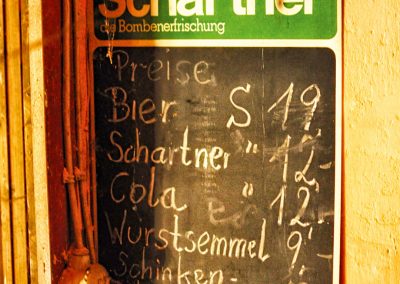 Schartner
die Bombenerfrischung
Preise
Bier S 19,
Schartner " 12,-
Cola " 12,-
Wurstsemmel 9,-
Schinken-